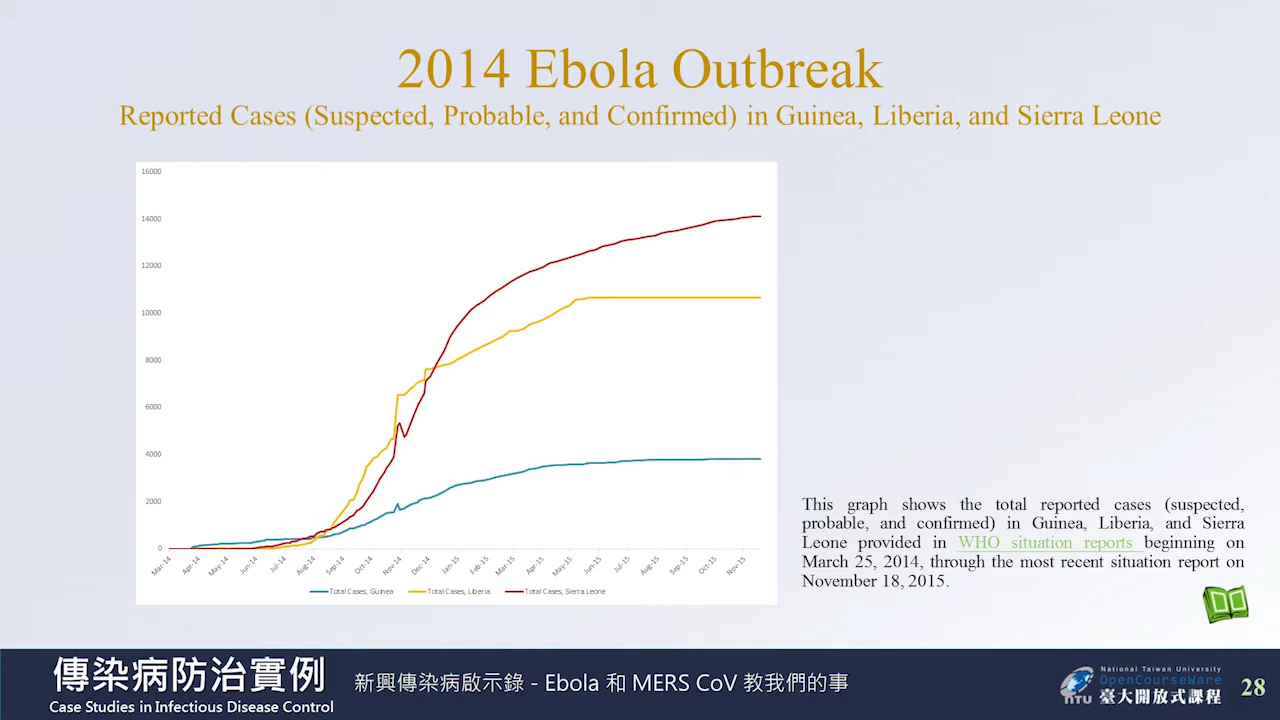 2014 Ebola Outbreak
Reported Cases (Suspected, Probable, and Confirmed) in Guinea, Liberia, and Sierra Leone
16000
14000
12000
10000
8000
6000
4000
2000
0
Mar-14 Apr-14 May-14 Jun-14 Jul-14 Aug-14 Sep-14 Oct-14 Nov-14 Dec-14 Jan-15 Feb-15 Mar-15 Apr-15 May-15 Jun-15 Jul-15 Aug-15 Sep-15 Oct-15 Nov-15
Total Cases, Guinea Total Cases, Liberia Total Cases, Sierra Leone
This graph shows the total reported cases (suspected,
probable, and confirmed) in Guinea, Liberia, and Sierra
Leone provided in WHO situation reports beginning on
March 25, 2014, through the most recent situation report on
November 18, 2015.
傳染病防治實例
Case Studies in Infectious Disease Control
新興傳染病啟示錄 - Ebola 和 MERS CoV 教我們的事
National Taiwan University
OpenCourseWare
NTU 臺大開放式課程
28